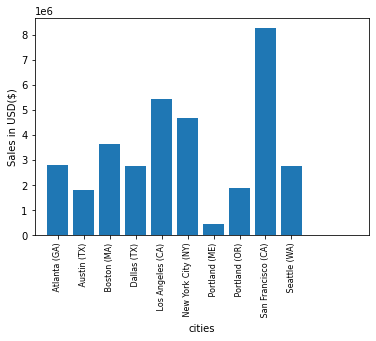 1e6
8
7
6
5
4
3
2
1
0
Sales in USD($)
Atlanta (GA)
Austin (TX)
Boston (MA)
Dallas (TX)
Los Angeles (CA)
New York City (NY)
Portland (ME)
Portland (OR)
San Francisco (CA)
Seattle (WA)
cities